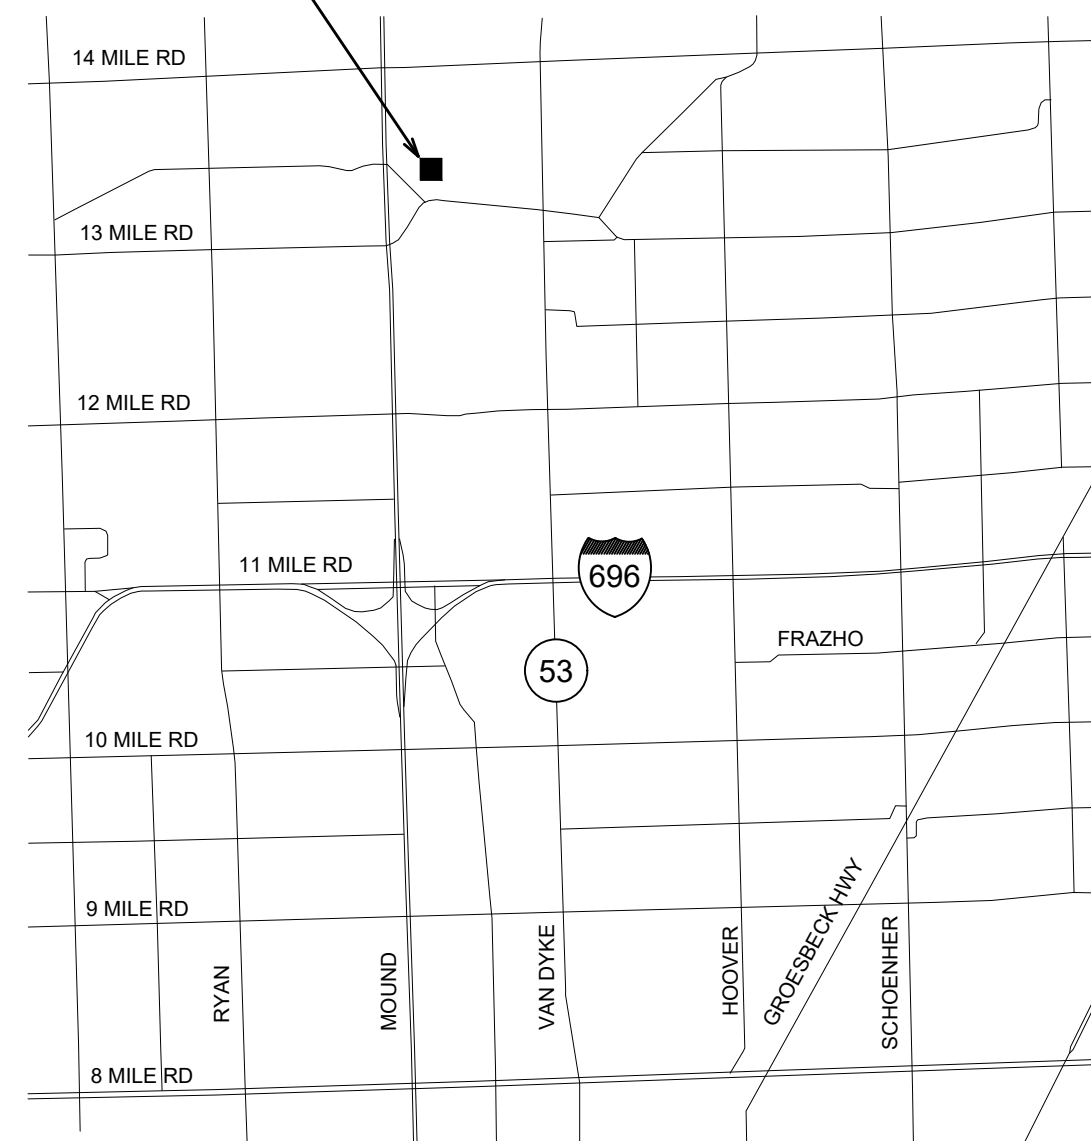 14 MILE RD
13 MILE RD
12 MILE RD
11 MILE RD
696
FRAZHO
53
10 MILE RD
9 MILE RD
RYAN
MOUND
VAN DYKE
HOOVER
GROESBECK HWY
SCHOENHER
8 MILE RD